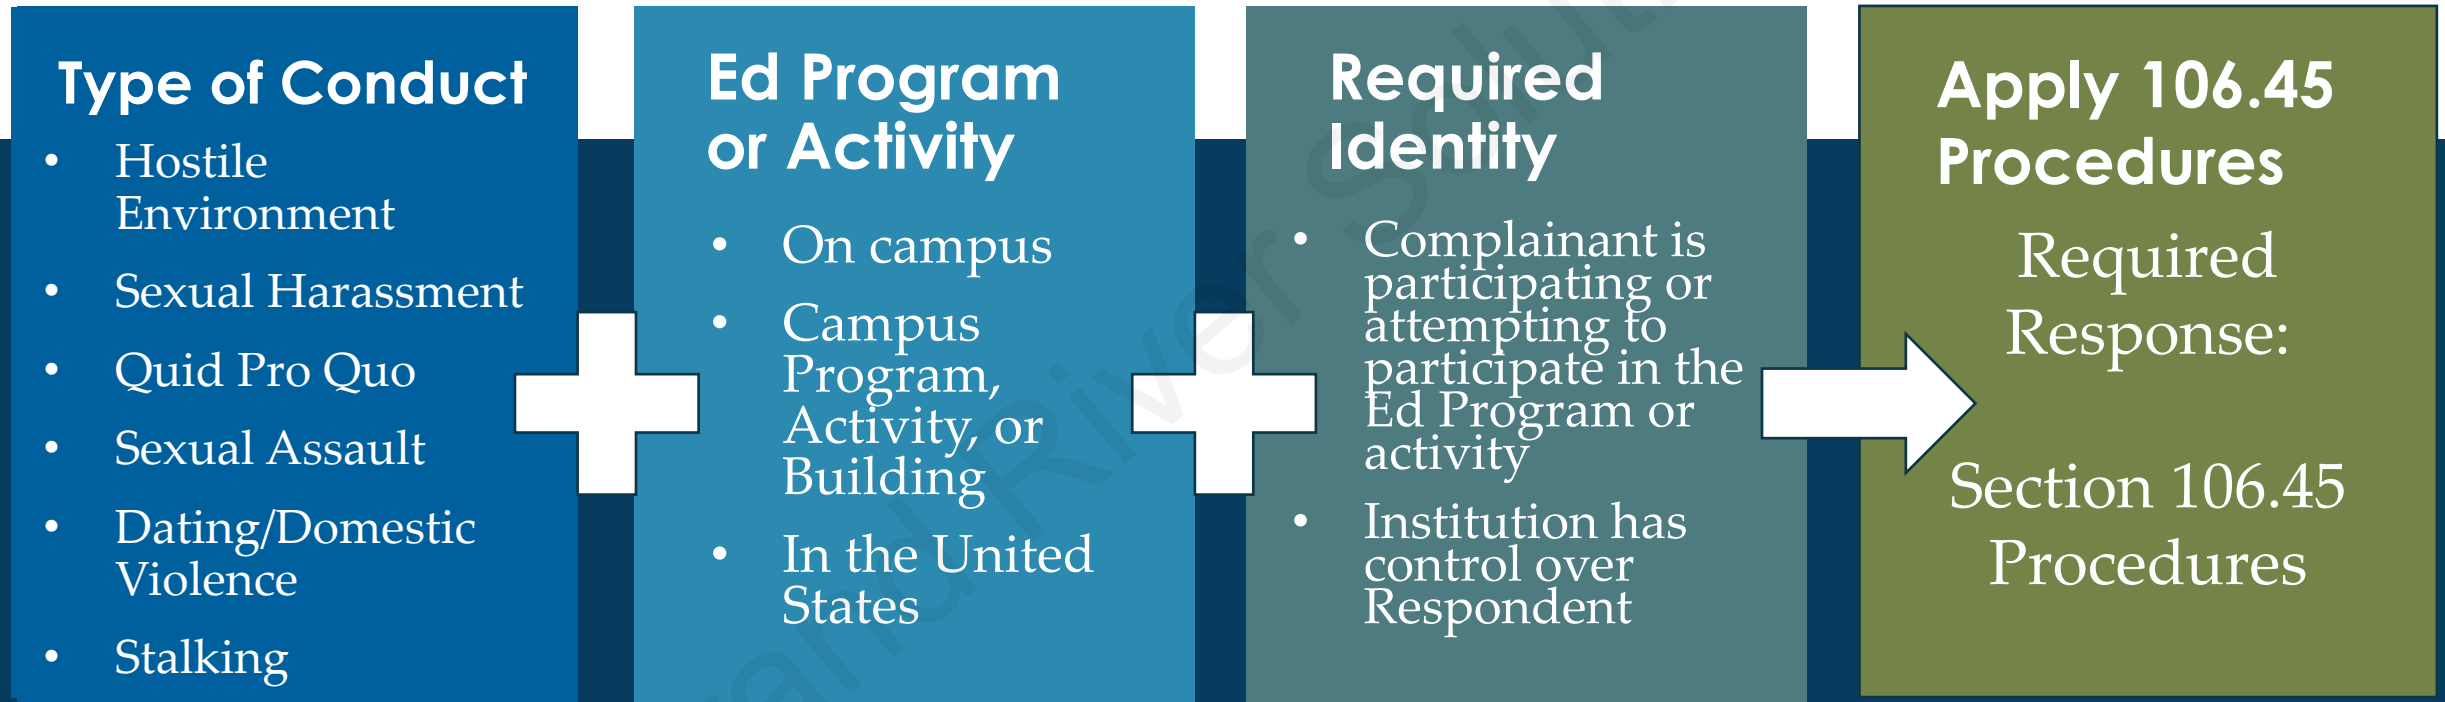 Type of Conduct
• Hostile
Environment
• Sexual Harassment
• Quid Pro Quo
• Sexual Assault
• Dating/Domestic
Violence
• Stalking
Ed Program
or Activity
• On campus
• Campus
Program,
Activity, or
Building
• In the United
States
Required
Identity
• Complainant is
participating or
attempting to
participate in the
Ed Program or
activity
• Institution has
control over
Respondent
Apply 106.45
Procedures
Required
Response:
Section 106.45
Procedures
River